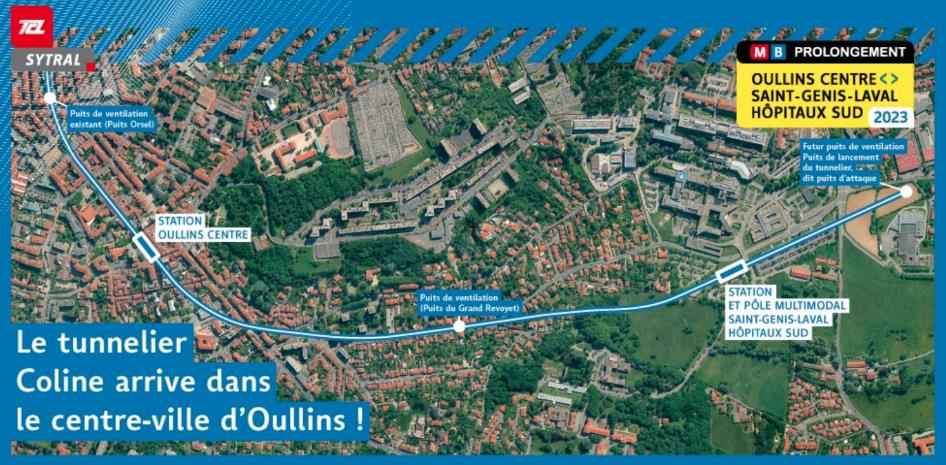 TCL
SYTRAL
M B PROLONGEMENT
OULLINS CENTRE <>
SAINT-GENIS-LAVAL
HÔPITAUX SUD 2023
Puits de ventilation
existant (Puits Orsel)
Futur puits de ventilation
Puits de lancement
du tunnelier,
dit puits d'attaque
STATION
OULLINS CENTRE
Puits de ventilation
(Puits du Grand Revoyet)
STATION
ET PÔLE MULTIMODAL
SAINT-GENIS-LAVAL
HÔPITAUX SUD
Le tunnelier
Coline arrive dans
le centre-ville d'Oullins !